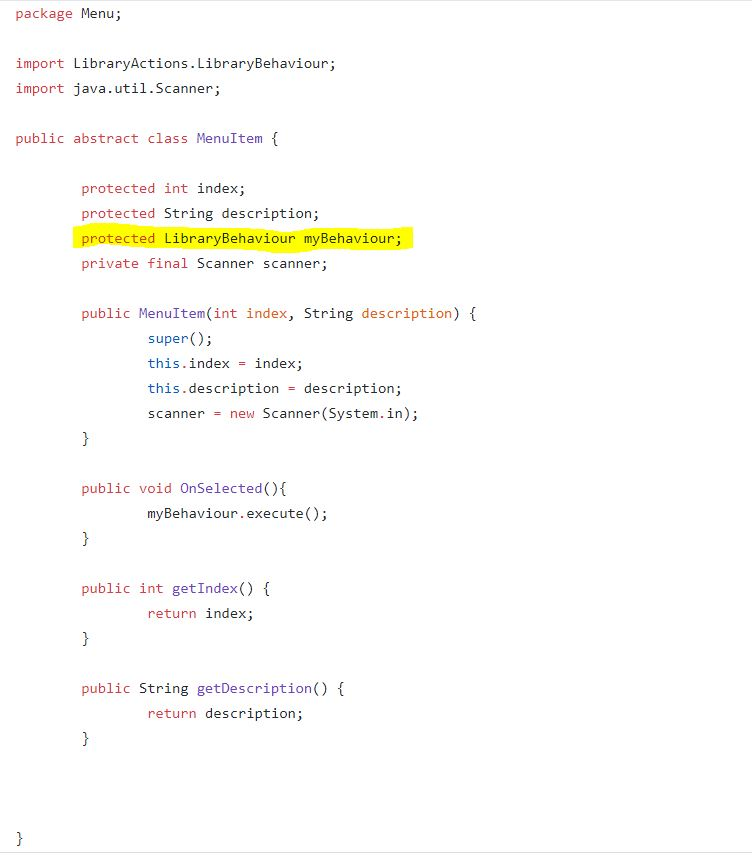 package Menu;
import LibraryActions.LibraryBehaviour;
import java.util.Scanner;
public abstract class MenuItem {
protected int index;
protected String description;
protected LibraryBehaviour myBehaviour;
private final Scanner scanner;
public MenuItem(int index, String description) {
super();
this.index = index;
this.description = description;
scanner = new Scanner(System.in);
}
public void OnSelected(){
myBehaviour.execute();
}
public int getIndex() {
return index;
}
public String getDescription() {
return description;
}
}